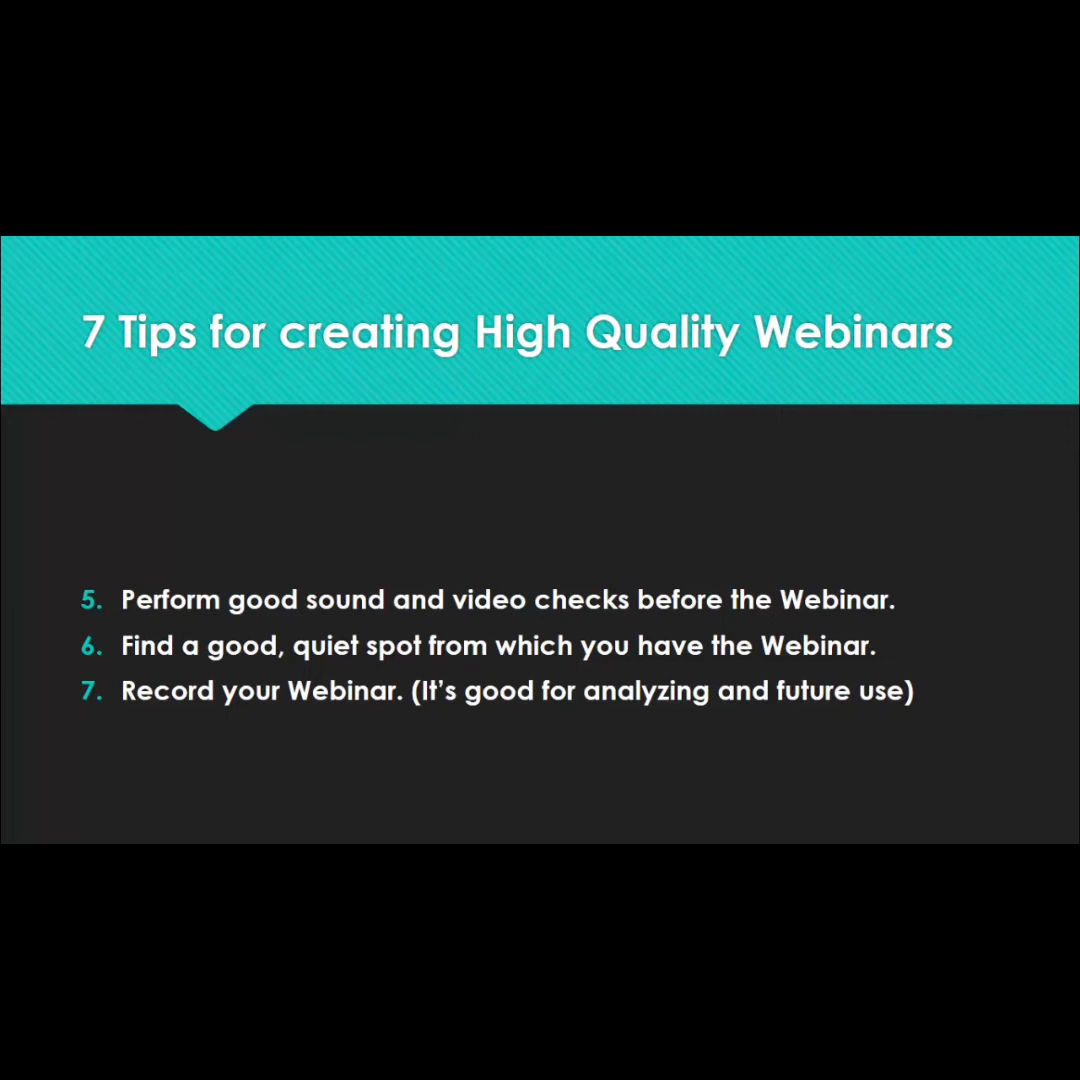 7 Tips for creating High Quality Webinars
5. Perform good sound and video checks before the Webinar.
6. Find a good, quiet spot from which you have the Webinar.
7. Record your Webinar. (It’s good for analyzing and future use)